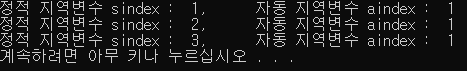 정적 지역변수 sindex :  1,     자동 지역변수 aindex :  1
정적 지역변수 sindex :  2,     자동 지역변수 aindex :  1
정적 지역변수 sindex :  3,     자동 지역변수 aindex :  1
계속하려면 아무 키나 누르십시오 . . .